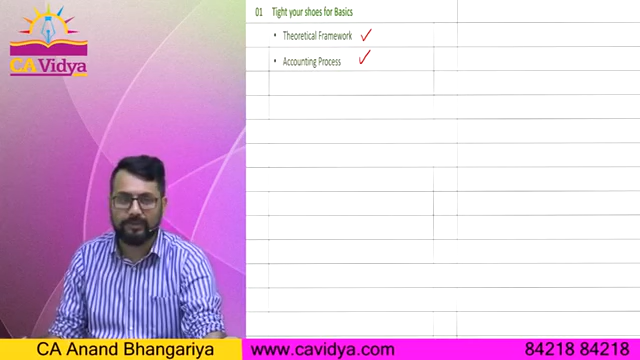 CA Vidya
01 Tight your shoes for Basics
• Theoretical Framework
• Accounting Process
CA Anand Bhangariya www.cavidya.com 84218 84218